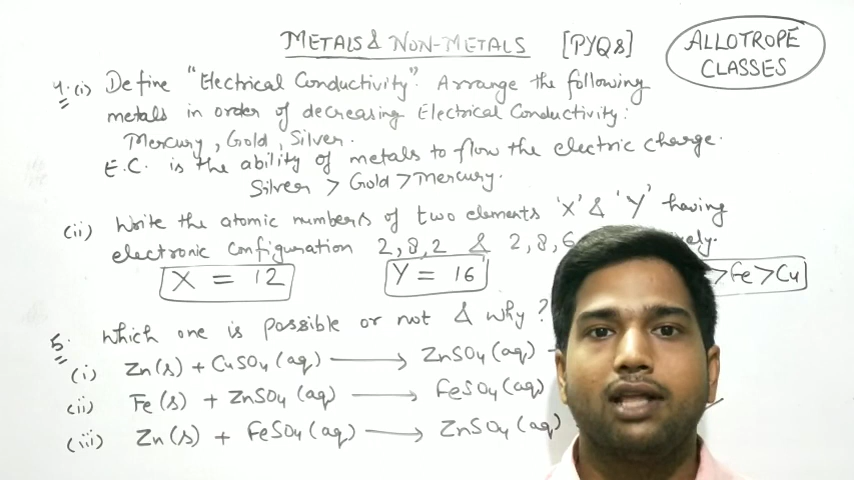 METALS & NON-METALS [PYQs]
ALLOTROPE
CLASSES
4. (i) Define "Electrical Conductivity". Arrange the following
metals in order of decreasing Electrical Conductivity:
Mercury, Gold, Silver.
E.C. is the ability of metals to flow the electric charge.
Silver > Gold > Mercury.
(ii) Write the atomic numbers of two elements 'X' & 'Y' having
electronic configuration 2,8,2 & 2,8,6
X = 12 Y = 16 >Fe>Cu
5. Which one is possible or not & why?
(i) Zn(s) + CuSO4(aq) ⟶ ZnSO4(aq)
(ii) Fe(s) + ZnSO4(aq) ⟶ FeSO4(aq)
(iii) Zn(s) + FeSO4(aq) ⟶ ZnSO4(aq)